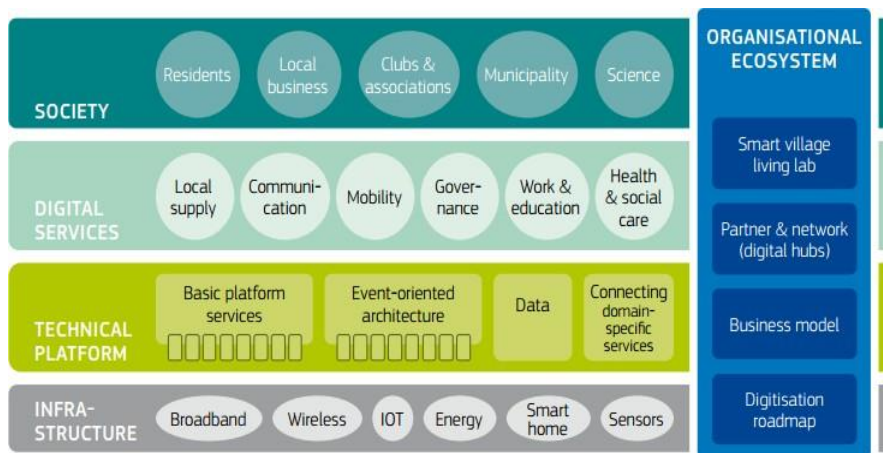 SOCIETY
Residents
Local
business
Clubs &
associations
Municipality
Science
DIGITAL
SERVICES
Local
supply
Communi-
cation
Mobility
Gover-
nance
Work &
education
Health
& social
care
TECHNICAL
PLATFORM
Basic platform
services
Event-oriented
architecture
Data
Connecting
domain-
specific
services
INFRA-
STRUCTURE
Broadband
Wireless
IOT
Energy
Smart
home
Sensors
ORGANISATIONAL
ECOSYSTEM
Smart village
living lab
Partner & network
(digital hubs)
Business model
Digitisation
roadmap